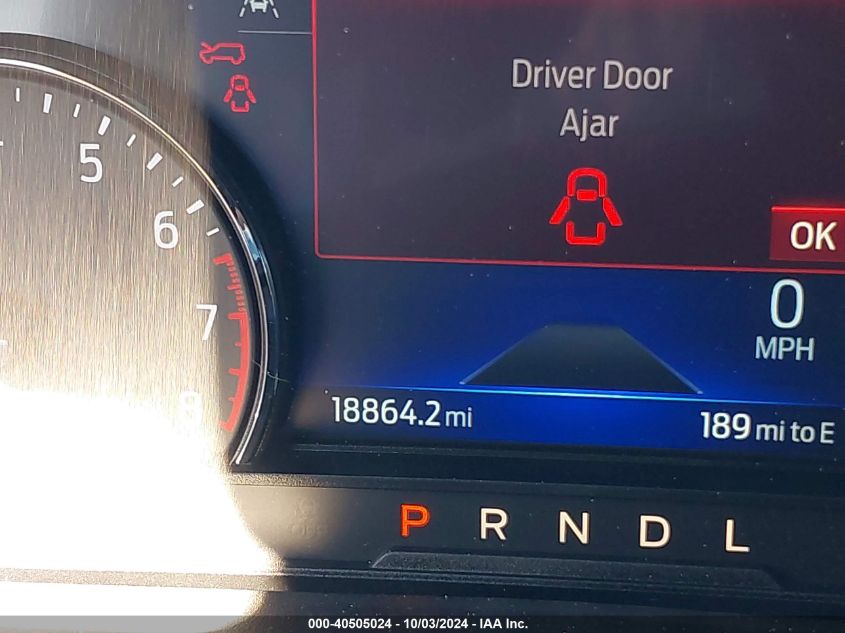 Driver Door
Ajar
OK
5
6
7
8
0
MPH
18864.2 mi
189 mi to E
P R N D L
000-40505024 - 10/03/2024 - IAA Inc.